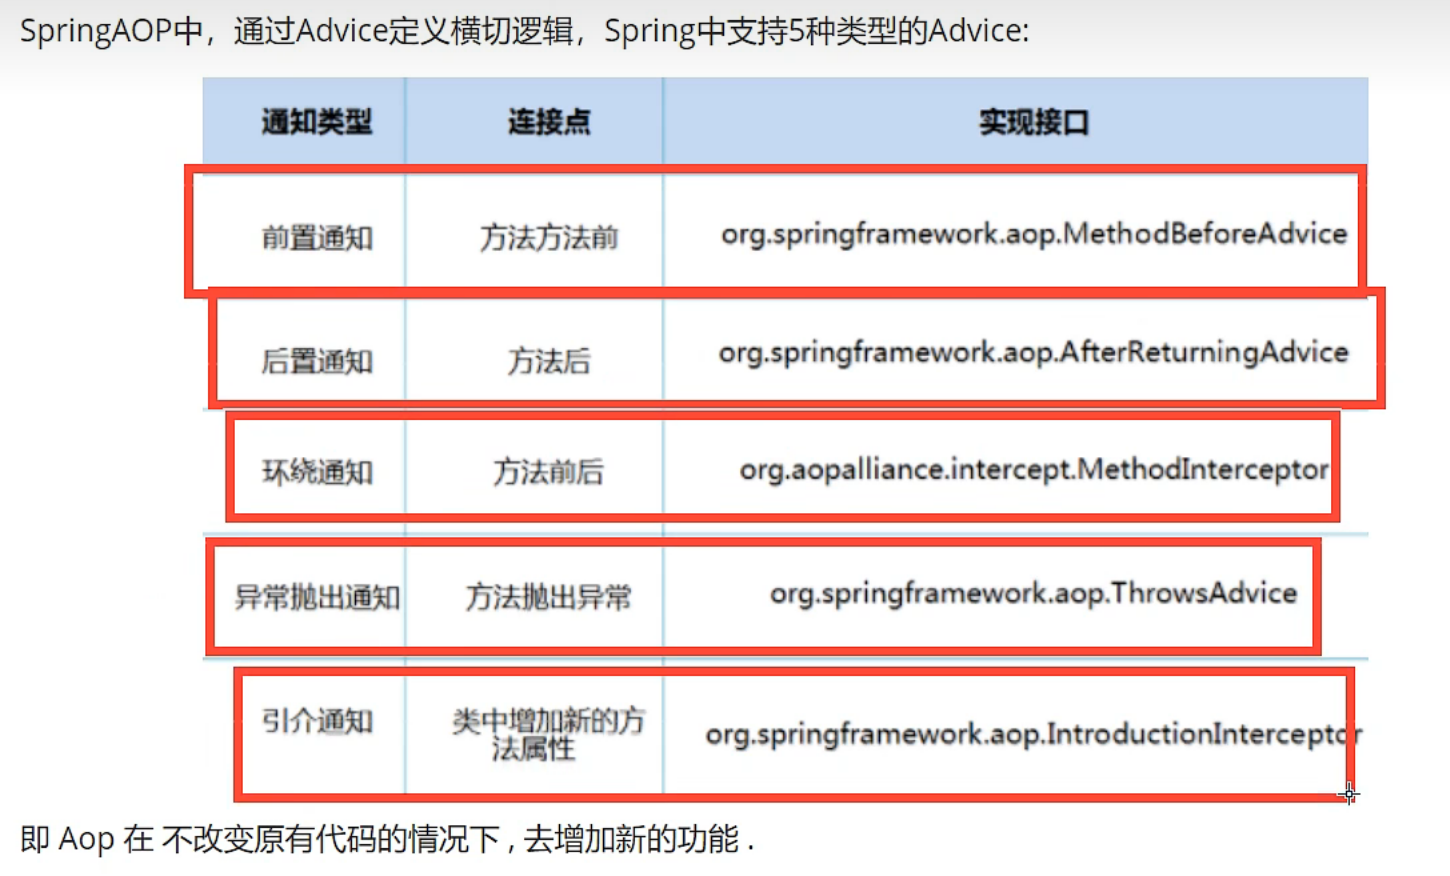 SpringAOP中，通过Advice定义横切逻辑，Spring中支持5种类型的Advice:
通知类型 连接点 实现接口
前置通知 方法方法前 org.springframework.aop.MethodBeforeAdvice
后置通知 方法后 org.springframework.aop.AfterReturningAdvice
环绕通知 方法前后 org.aopalliance.intercept.MethodInterceptor
异常抛出通知 方法抛出异常 org.springframework.aop.ThrowsAdvice
引介通知 类中增加新的方
法属性 org.springframework.aop.IntroductionInterceptor
即 Aop 在 不改变原有代码的情况下 , 去增加新的功能 .